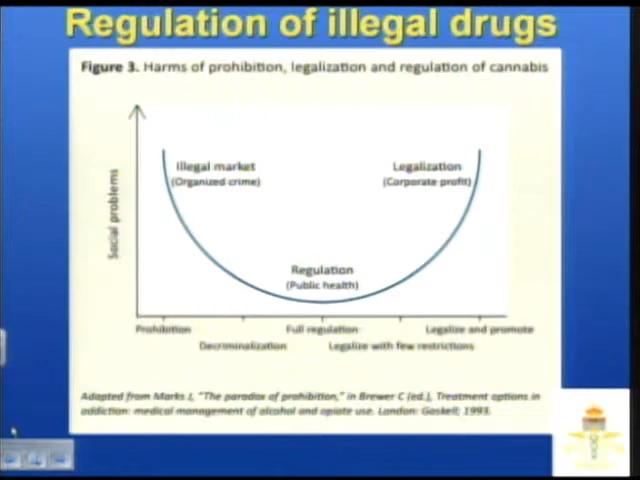 Regulation of illegal drugs
Figure 3. Harms of prohibition, legalization and regulation of cannabis
Social problems
Illegal market
(Organized crime)
Legalization
(Corporate profit)
Regulation
(Public health)
Prohibition
Full regulation
Legalize and promote
Decriminalization
Legalize with few restrictions
Adapted from Marks J, "The paradox of prohibition," in Brewer C (ed.), Treatment options in
addiction: medical management of alcohol and opiate use. London: Gaskell; 1993.